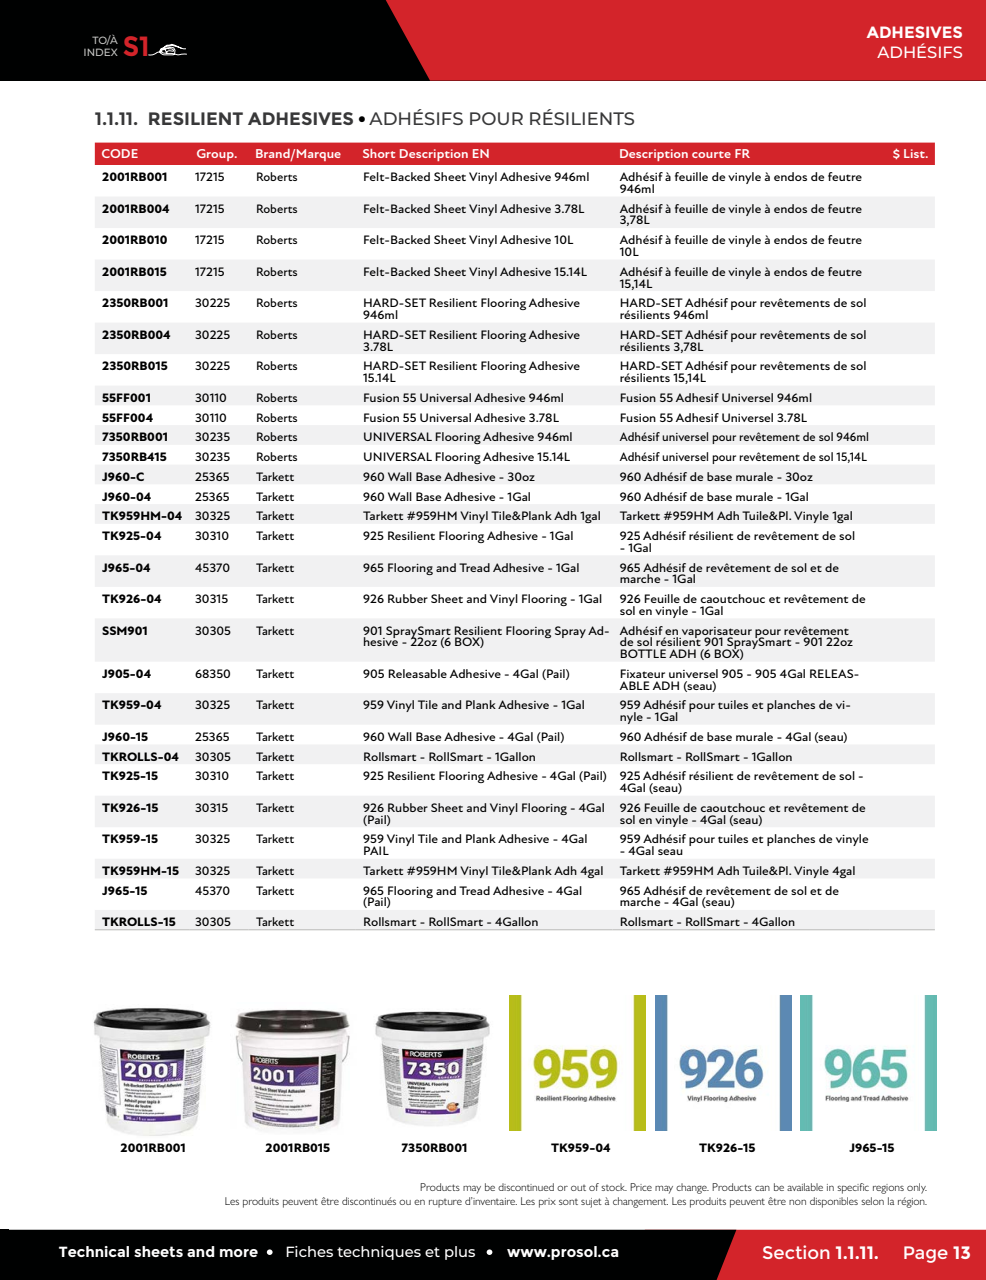 TO/À
INDEX S1
ADHESIVES
ADHÉSIFS
1.1.11. RESILIENT ADHESIVES • ADHÉSIFS POUR RÉSILIENTS
CODE Group. Brand/Marque Short Description EN Description courte FR $ List.
2001RB001 17215 Roberts Felt-Backed Sheet Vinyl Adhesive 946ml Adhésif à feuille de vinyle à endos de feutre
946ml
2001RB004 17215 Roberts Felt-Backed Sheet Vinyl Adhesive 3.78L Adhésif à feuille de vinyle à endos de feutre
3,78L
2001RB010 17215 Roberts Felt-Backed Sheet Vinyl Adhesive 10L Adhésif à feuille de vinyle à endos de feutre
10L
2001RB015 17215 Roberts Felt-Backed Sheet Vinyl Adhesive 15.14L Adhésif à feuille de vinyle à endos de feutre
15,14L
2350RB001 30225 Roberts HARD-SET Resilient Flooring Adhesive HARD-SET Adhésif pour revêtements de sol
946ml résilients 946ml
2350RB004 30225 Roberts HARD-SET Resilient Flooring Adhesive HARD-SET Adhésif pour revêtements de sol
3.78L résilients 3,78L
2350RB015 30225 Roberts HARD-SET Resilient Flooring Adhesive HARD-SET Adhésif pour revêtements de sol
15.14L résilients 15,14L
55FF001 30110 Roberts Fusion 55 Universal Adhesive 946ml Fusion 55 Adhesif Universel 946ml
55FF004 30110 Roberts Fusion 55 Universal Adhesive 3.78L Fusion 55 Adhesif Universel 3.78L
7350RB001 30235 Roberts UNIVERSAL Flooring Adhesive 946ml Adhésif universel pour revêtement de sol 946ml
7350RB415 30235 Roberts UNIVERSAL Flooring Adhesive 15.14L Adhésif universel pour revêtement de sol 15,14L
J960-C 25365 Tarkett 960 Wall Base Adhesive - 30oz 960 Adhésif de base murale - 30oz
J960-04 25365 Tarkett 960 Wall Base Adhesive - 1Gal 960 Adhésif de base murale - 1Gal
TK959HM-04 30325 Tarkett Tarkett #959HM Vinyl Tile&Plank Adh 1gal Tarkett #959HM Adh Tuile&Pl. Vinyle 1gal
TK925-04 30310 Tarkett 925 Resilient Flooring Adhesive - 1Gal 925 Adhésif résilient de revêtement de sol
- 1Gal
J965-04 45370 Tarkett 965 Flooring and Tread Adhesive - 1Gal 965 Adhésif de revêtement de sol et de
marche - 1Gal
TK926-04 30315 Tarkett 926 Rubber Sheet and Vinyl Flooring - 1Gal 926 Feuille de caoutchouc et revêtement de
sol en vinyle - 1Gal
SSM901 30305 Tarkett 901 SpraySmart Resilient Flooring Spray Ad- Adhésif en vaporisateur pour revêtement
hesive - 22oz (6 BOX) de sol résilient 901 SpraySmart - 901 22oz
BOTTLE ADH (6 BOX)
J905-04 68350 Tarkett 905 Releasable Adhesive - 4Gal (Pail) Fixateur universel 905 - 905 4Gal RELEAS-
ABLE ADH (seau)
TK959-04 30325 Tarkett 959 Vinyl Tile and Plank Adhesive - 1Gal 959 Adhésif pour tuiles et planches de vi-
nyle - 1Gal
J960-15 25365 Tarkett 960 Wall Base Adhesive - 4Gal (Pail) 960 Adhésif de base murale - 4Gal (seau)
TKROLLS-04 30305 Tarkett Rollsmart - RollSmart - 1Gallon Rollsmart - RollSmart - 1Gallon
TK925-15 30310 Tarkett 925 Resilient Flooring Adhesive - 4Gal (Pail) 925 Adhésif résilient de revêtement de sol -
4Gal (seau)
TK926-15 30315 Tarkett 926 Rubber Sheet and Vinyl Flooring - 4Gal 926 Feuille de caoutchouc et revêtement de
(Pail) sol en vinyle - 4Gal (seau)
TK959-15 30325 Tarkett 959 Vinyl Tile and Plank Adhesive - 4Gal 959 Adhésif pour tuiles et planches de vinyle
PAIL - 4Gal seau
TK959HM-15 30325 Tarkett Tarkett #959HM Vinyl Tile&Plank Adh 4gal Tarkett #959HM Adh Tuile&Pl. Vinyle 4gal
J965-15 45370 Tarkett 965 Flooring and Tread Adhesive - 4Gal 965 Adhésif de revêtement de sol et de
(Pail) marche - 4Gal (seau)
TKROLLS-15 30305 Tarkett Rollsmart - RollSmart - 4Gallon Rollsmart - RollSmart - 4Gallon
ROBERTS ROBERTS ROBERTS
2001 2001 7350
Felt-Backed Sheet Vinyl Adhesive
UNIVERSAL Flooring
Adhesive
959 926 965
Resilient Flooring Adhesive Vinyl Flooring Adhesive Flooring and Tread Adhesive
2001RB001 2001RB015 7350RB001 TK959-04 TK926-15 J965-15
Products may be discontinued or out of stock. Price may change. Products can be available in specific regions only.
Les produits peuvent être discontinués ou en rupture d'inventaire. Les prix sont sujet à changement. Les produits peuvent être non disponibles selon la région.
Technical sheets and more • Fiches techniques et plus • www.prosol.ca
Section 1.1.11. Page 13